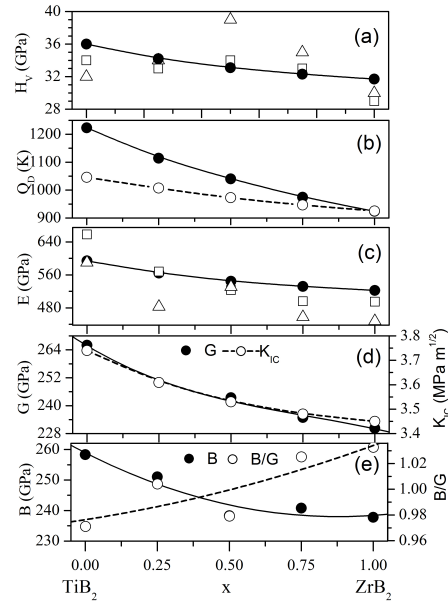 (a)
H_V (GPa)
40
36
32
28
(b)
Q_D (K)
1200
1100
1000
900
(c)
E (GPa)
640
560
480
(d)
G (GPa)
264
252
240
228
G
K_IC
3.8
3.7
3.6
3.5
3.4
K_IC (MPa m^1/2)
(e)
B (GPa)
260
250
240
230
B
B/G
1.02
1.00
0.98
0.96
B/G
0.00 0.25 0.50 0.75 1.00
TiB_2 x ZrB_2